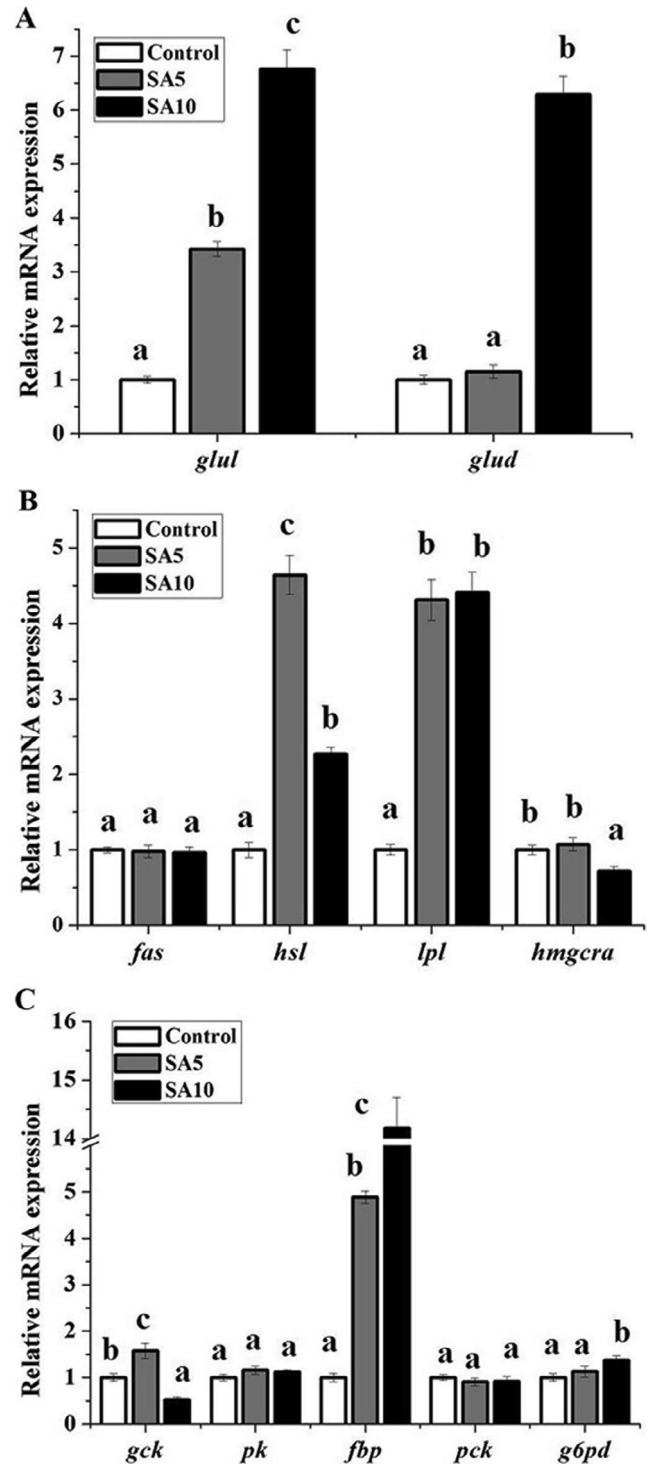 A
Relative mRNA expression
7
6
5
4
3
2
1
0
Control
SA5
SA10
a
b
c
a
a
b
glul
glud
B
Relative mRNA expression
5
4
2
1
0
Control
SA5
SA10
a
a
a
a
c
b
a
b
b
b
b
a
fas
hsl
lpl
hmgcra
C
Relative mRNA expression
16
15
14
5
4
3
2
1
0
Control
SA5
SA10
b
c
a
a
a
a
a
b
c
a
a
a
a
a
b
gck
pk
fbp
pck
g6pd